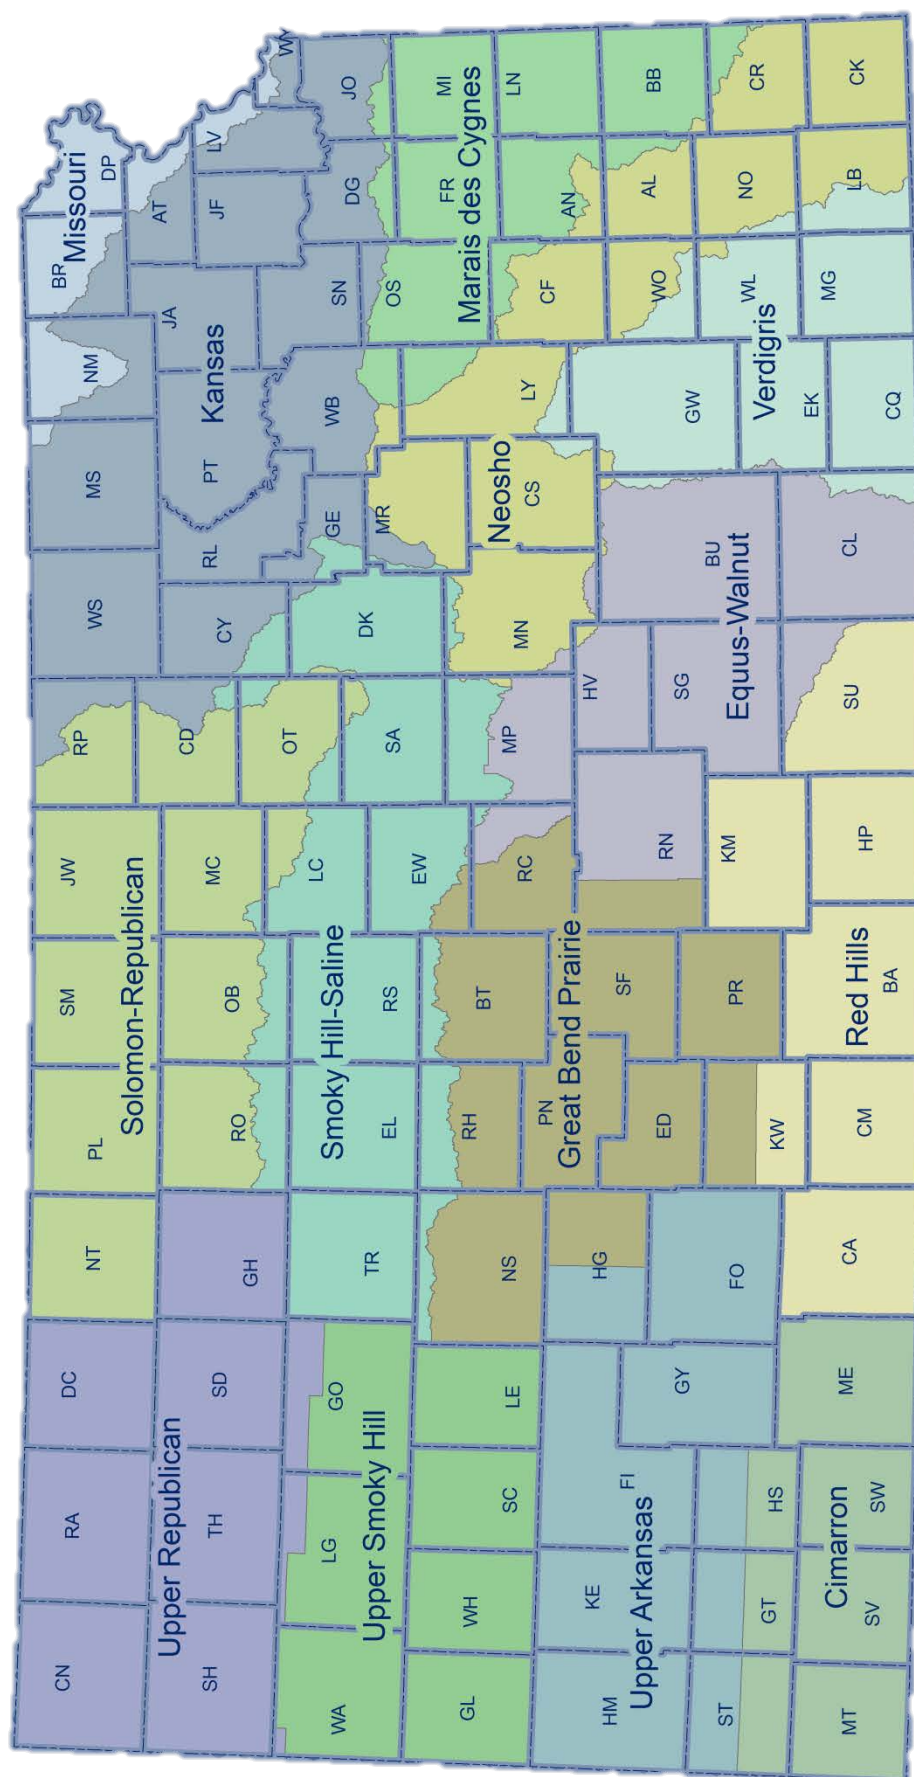 CN
RA
DC
NT
PL
SM
JW
RP
WS
MS
NM
BR
Missouri
DP
Upper Republican
SH
TH
SD
GH
Solomon-Republican
RO
OB
MC
CD
CY
RL
PT
Kansas
JA
AT
JF
LV
WY
WA
LG
GO
Upper Smoky Hill
TR
Smoky Hill-Saline
EL
RS
LC
OT
DK
GE
WB
SN
DG
JO
GL
WH
SC
LE
NS
RH
BT
EW
SA
MR
OS
FR
MI
Marais des Cygnes
MP
MN
Neosho
CS
LY
CF
AN
LN
HM
KE
FI
Upper Arkansas
HG
PN
Great Bend Prairie
RC
SF
ED
RN
HV
SG
BU
Equus-Walnut
GW
WO
AL
BB
Verdigris
WL
NO
CR
ST
GT
HS
GY
FO
KW
PR
KM
EK
MT
SV
SW
Cimarron
ME
CA
CM
BA
Red Hills
HP
SU
CL
CQ
MG
LB
CK